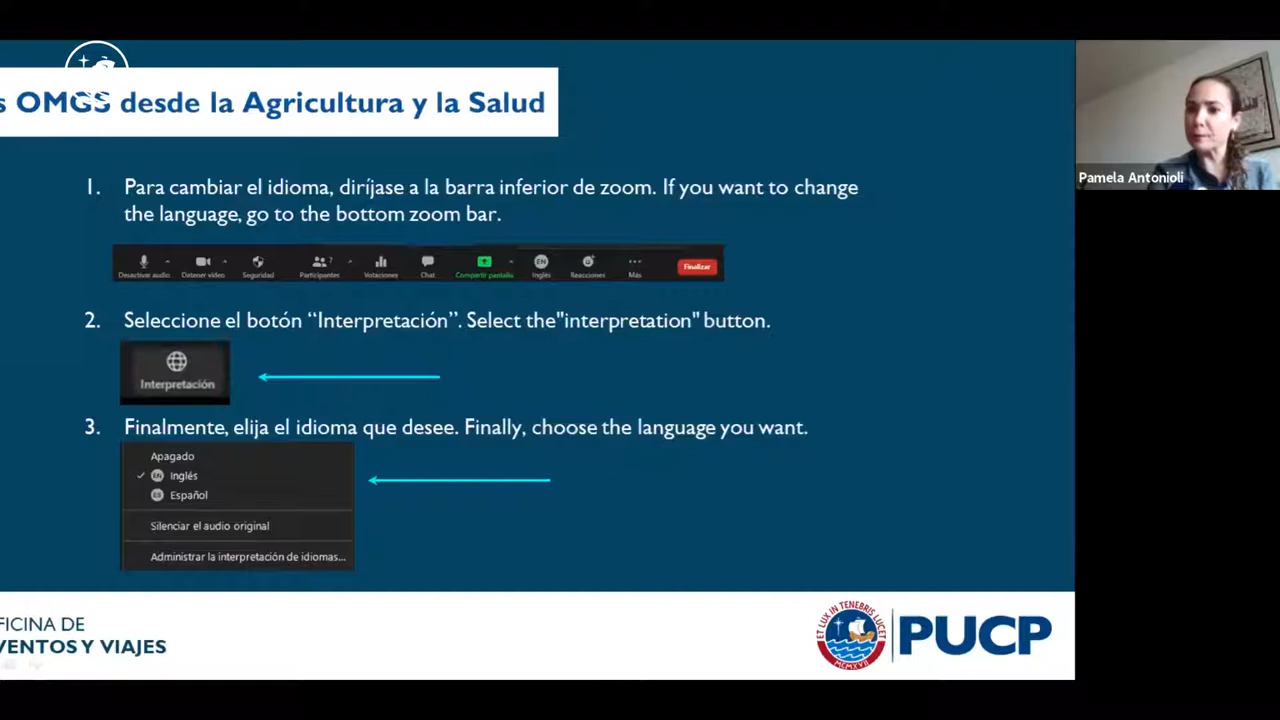 s OMGS desde la Agricultura y la Salud
Pamela Antonioli
1. Para cambiar el idioma, diríjase a la barra inferior de zoom. If you want to change
the language, go to the bottom zoom bar.
Desactivar audio Detener video Seguridad Participantes 7 Votaciones Chat Compartir pantalla EN Inglés Reacciones Más Finalizar
2. Seleccione el botón “Interpretación”. Select the"interpretation" button.
Interpretación
3. Finalmente, elija el idioma que desee. Finally, choose the language you want.
Apagado
EN Inglés
ES Español
Silenciar el audio original
Administrar la interpretación de idiomas...
FICINA DE
VENTOS Y VIAJES
ET LUX IN TENEBRIS LUCET
MCMXVII
PUCP